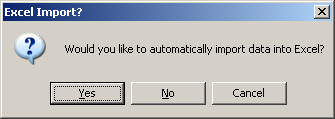 Excel Import?
Would you like to automatically import data into Excel?
Yes No Cancel